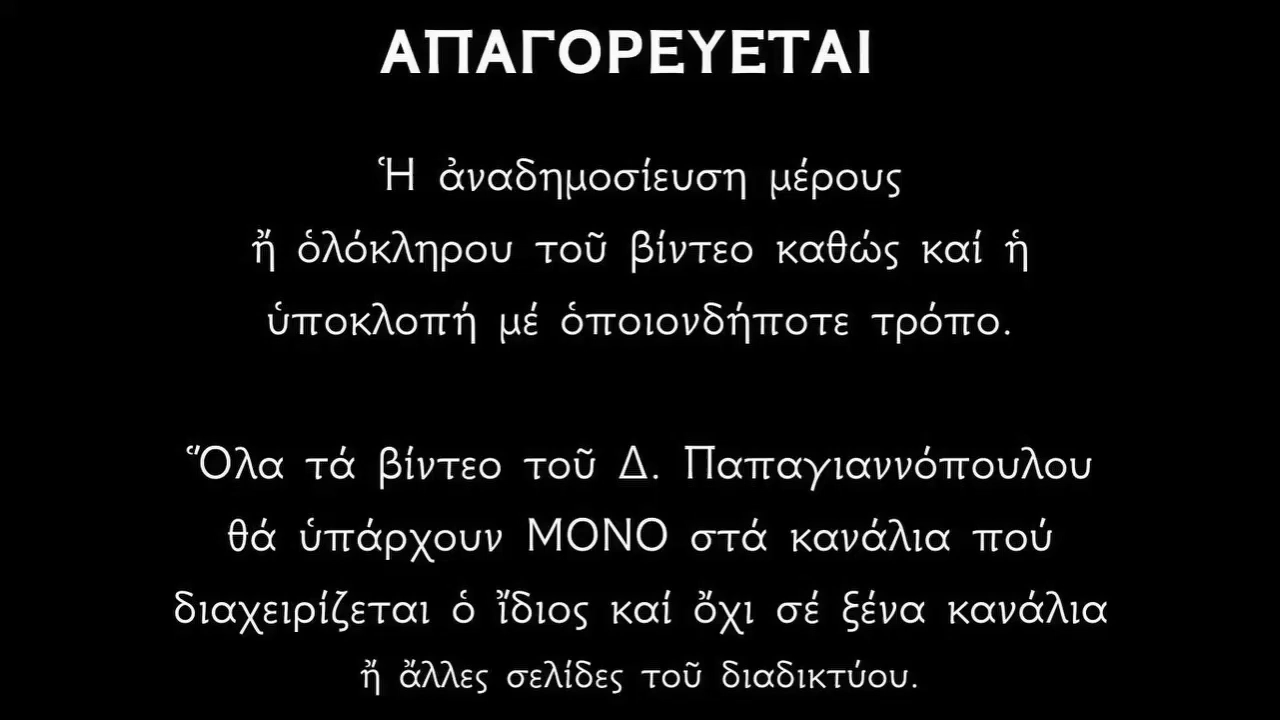 ΑΠΑΓΟΡΕΥΕΤΑΙ
Ἡ ἀναδημοσίευση μέρους
ἤ ὁλόκληρου τοῦ βίντεο καθώς καί ἡ
ὑποκλοπή μέ ὁποιονδήποτε τρόπο.
Ὅλα τά βίντεο τοῦ Δ. Παπαγιαννόπουλου
θά ὑπάρχουν ΜΟΝΟ στά κανάλια πού
διαχειρίζεται ὁ ἴδιος καί ὄχι σέ ξένα κανάλια
ἤ ἄλλες σελίδες τοῦ διαδικτύου.